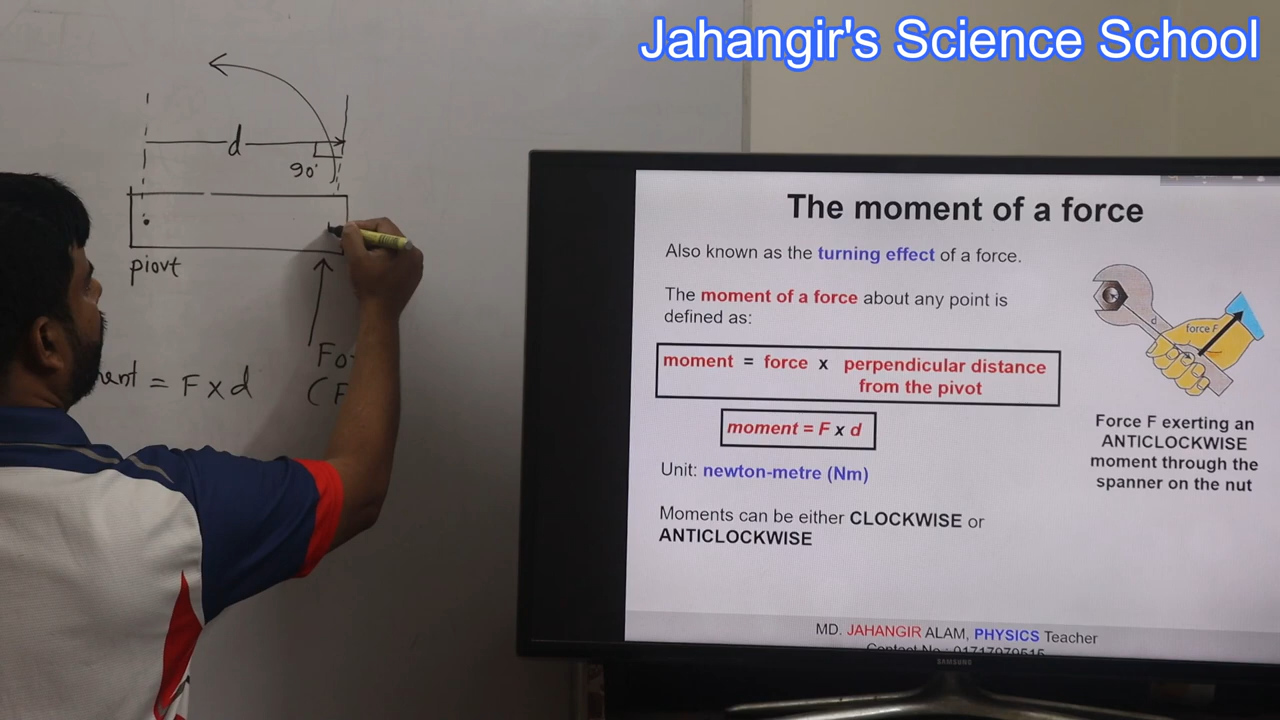 Jahangir's Science School
d
90°
piovt
= F x d
The moment of a force
Also known as the turning effect of a force.
The moment of a force about any point is
defined as:
moment = force x perpendicular distance
from the pivot
moment = F x d
Unit: newton-metre (Nm)
Moments can be either CLOCKWISE or
ANTICLOCKWISE
d
force F
Force F exerting an
ANTICLOCKWISE
moment through the
spanner on the nut
MD. JAHANGIR ALAM, PHYSICS Teacher
SAMSUNG